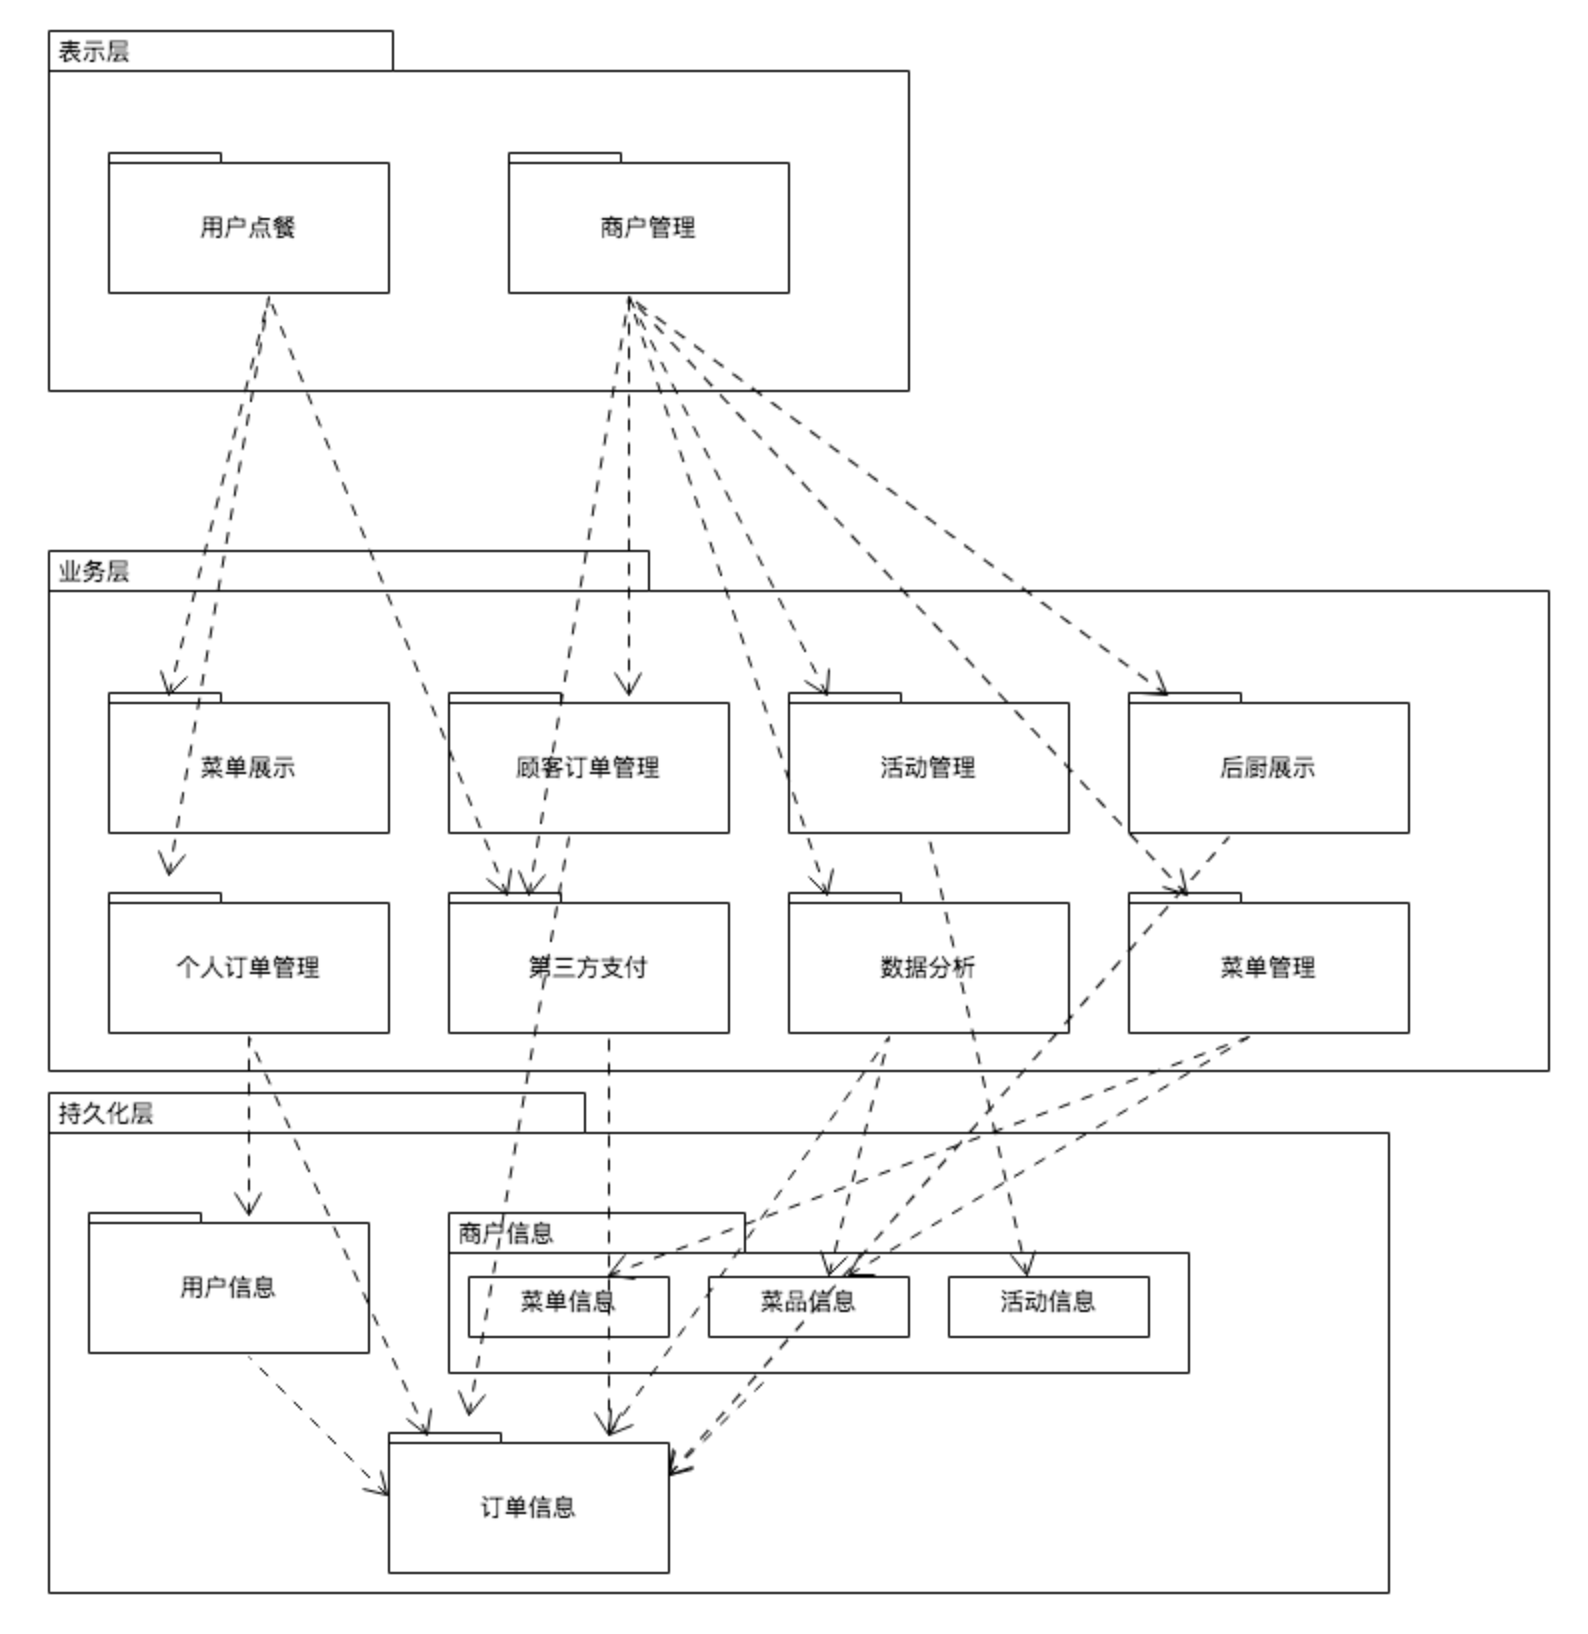 表示层
用户点餐
商户管理
业务层
菜单展示
顾客订单管理
活动管理
后厨展示
个人订单管理
第三方支付
数据分析
菜单管理
持久化层
用户信息
商户信息
菜单信息
菜品信息
活动信息
订单信息